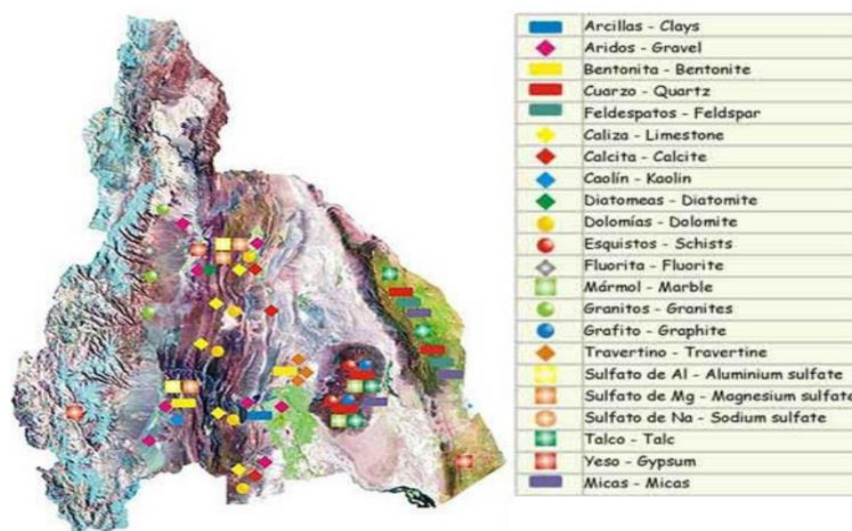 Arcillas - Clays
Aridos - Gravel
Bentonita - Bentonite
Cuarzo - Quartz
Feldespatos - Feldspar
Caliza - Limestone
Calcita - Calcite
Caolín - Kaolin
Diatomeas - Diatomite
Dolomías - Dolomite
Esquistos - Schists
Fluorita - Fluorite
Mármol - Marble
Granitos - Granites
Grafito - Graphite
Travertino - Travertine
Sulfato de Al - Aluminium sulfate
Sulfato de Mg - Magnesium sulfate
Sulfato de Na - Sodium sulfate
Talco - Talc
Yeso - Gypsum
Micas - Micas